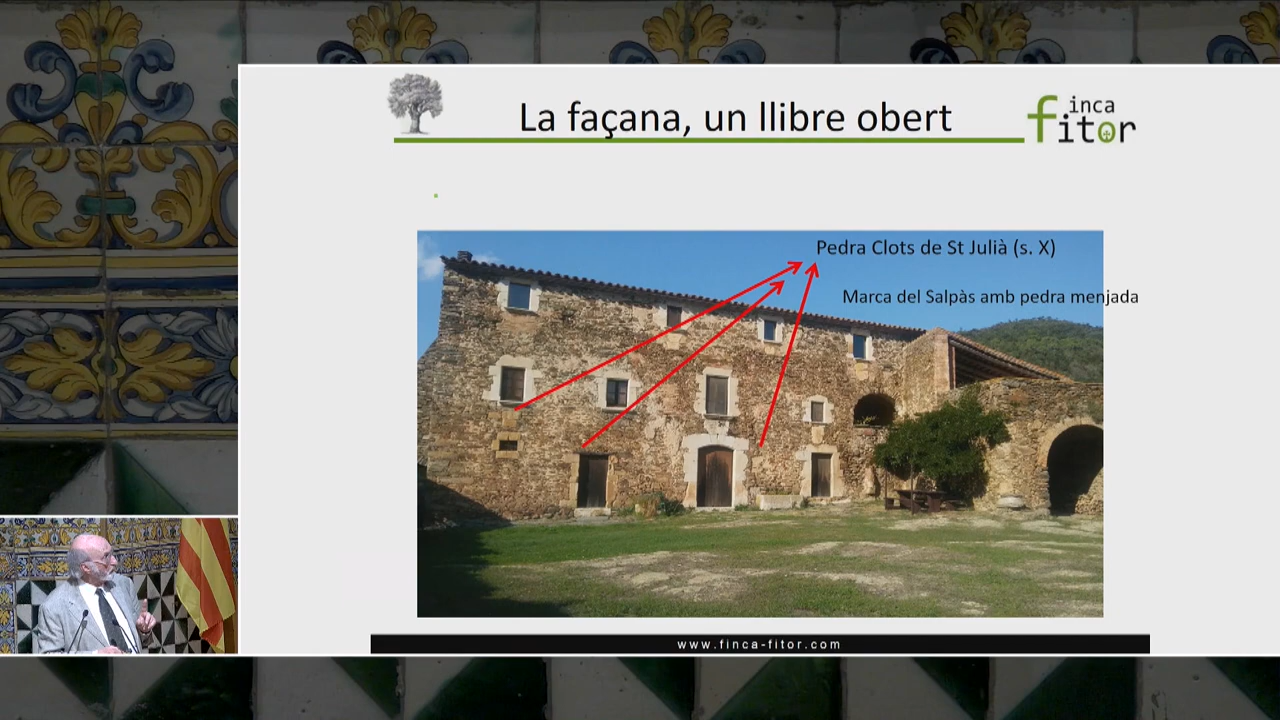 La façana, un llibre obert
finca
fitor
Pedra Clots de St Julià (s. X)
Marca del Salpàs amb pedra menjada
www.finca-fitor.com